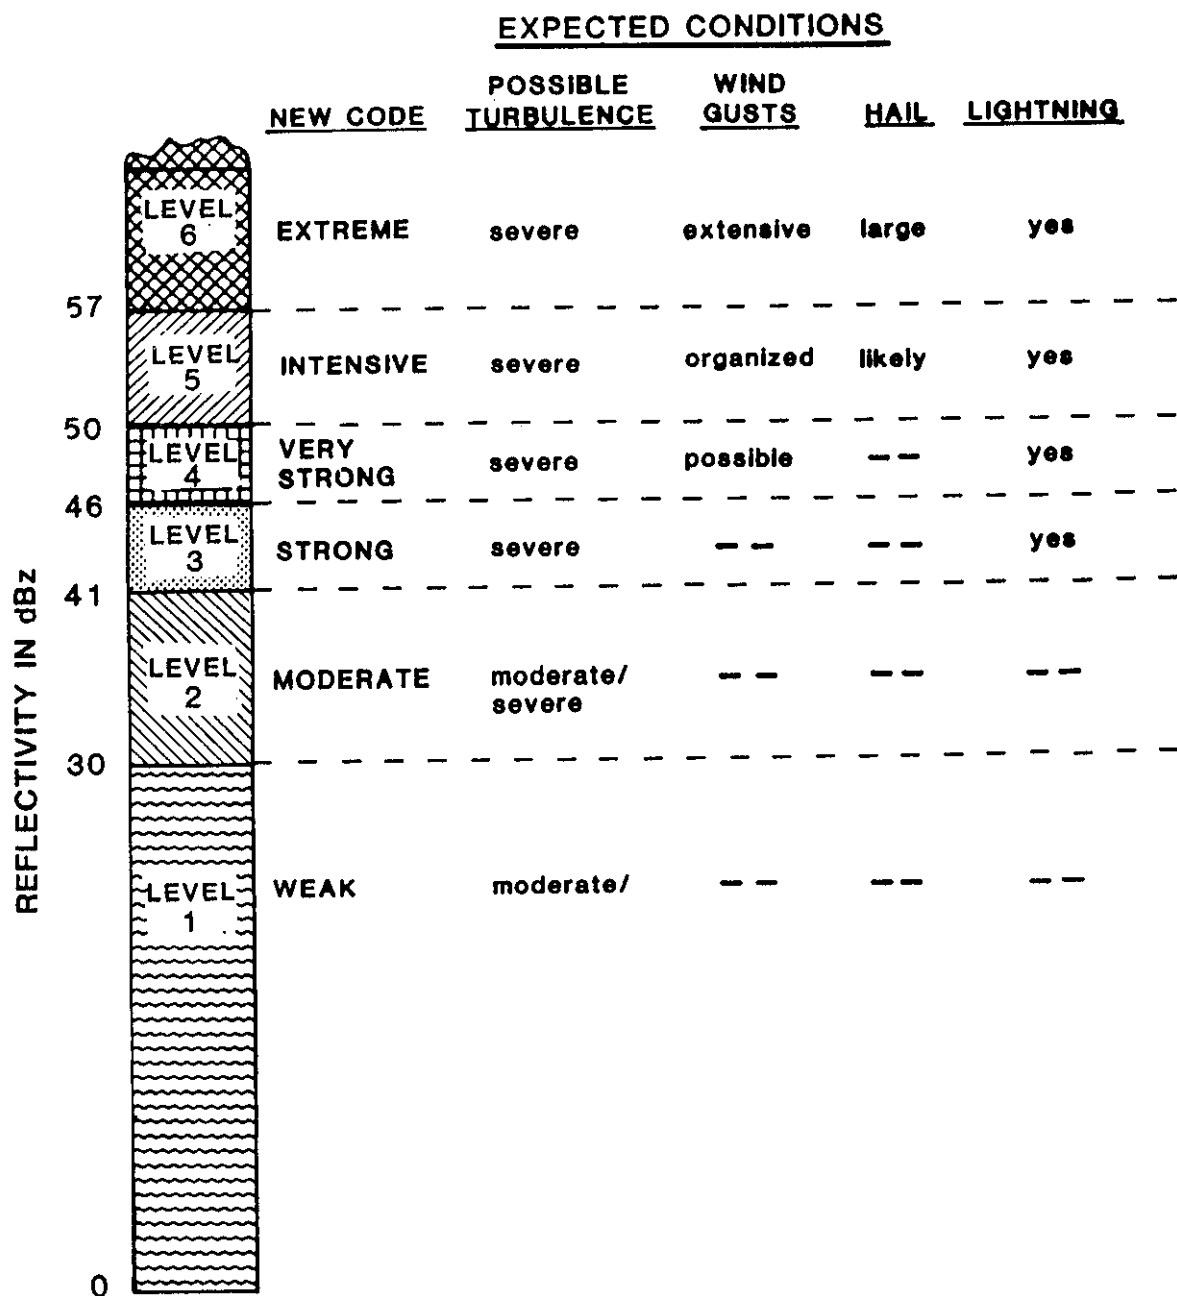 EXPECTED CONDITIONS
NEW CODE POSSIBLE TURBULENCE WIND GUSTS HAIL LIGHTNING
LEVEL 6 EXTREME severe extensive large yes
57
LEVEL 5 INTENSIVE severe organized likely yes
50
LEVEL 4 VERY STRONG severe possible -- yes
46
LEVEL 3 STRONG severe -- -- yes
41
LEVEL 2 MODERATE moderate/ severe -- -- --
30
LEVEL 1 WEAK moderate/ -- -- --
0
REFLECTIVITY IN dBz